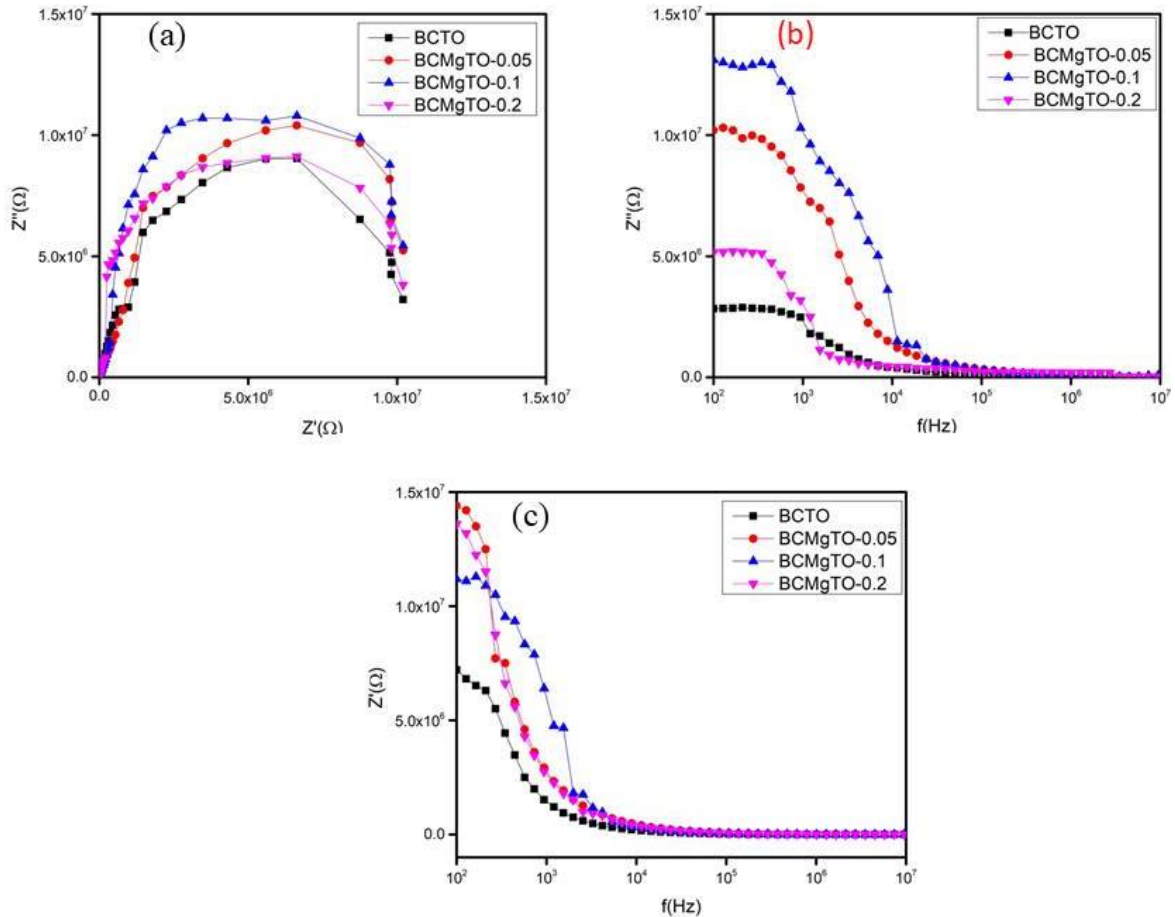 (a)
BCTO
BCMgTO-0.05
BCMgTO-0.1
BCMgTO-0.2
1.5x10⁷
1.0x10⁷
5.0x10⁶
0.0
Z''(Ω)
0.0 5.0x10⁶ 1.0x10⁷ 1.5x10⁷
Z'(Ω)
(b)
BCTO
BCMgTO-0.05
BCMgTO-0.1
BCMgTO-0.2
1.5x10⁷
1.0x10⁷
5.0x10⁶
0.0
Z''(Ω)
10² 10³ 10⁴ 10⁵ 10⁶ 10⁷
f(Hz)
(c)
BCTO
BCMgTO-0.05
BCMgTO-0.1
BCMgTO-0.2
1.5x10⁷
1.0x10⁷
5.0x10⁶
0.0
Z'(Ω)
10² 10³ 10⁴ 10⁵ 10⁶ 10⁷
f(Hz)